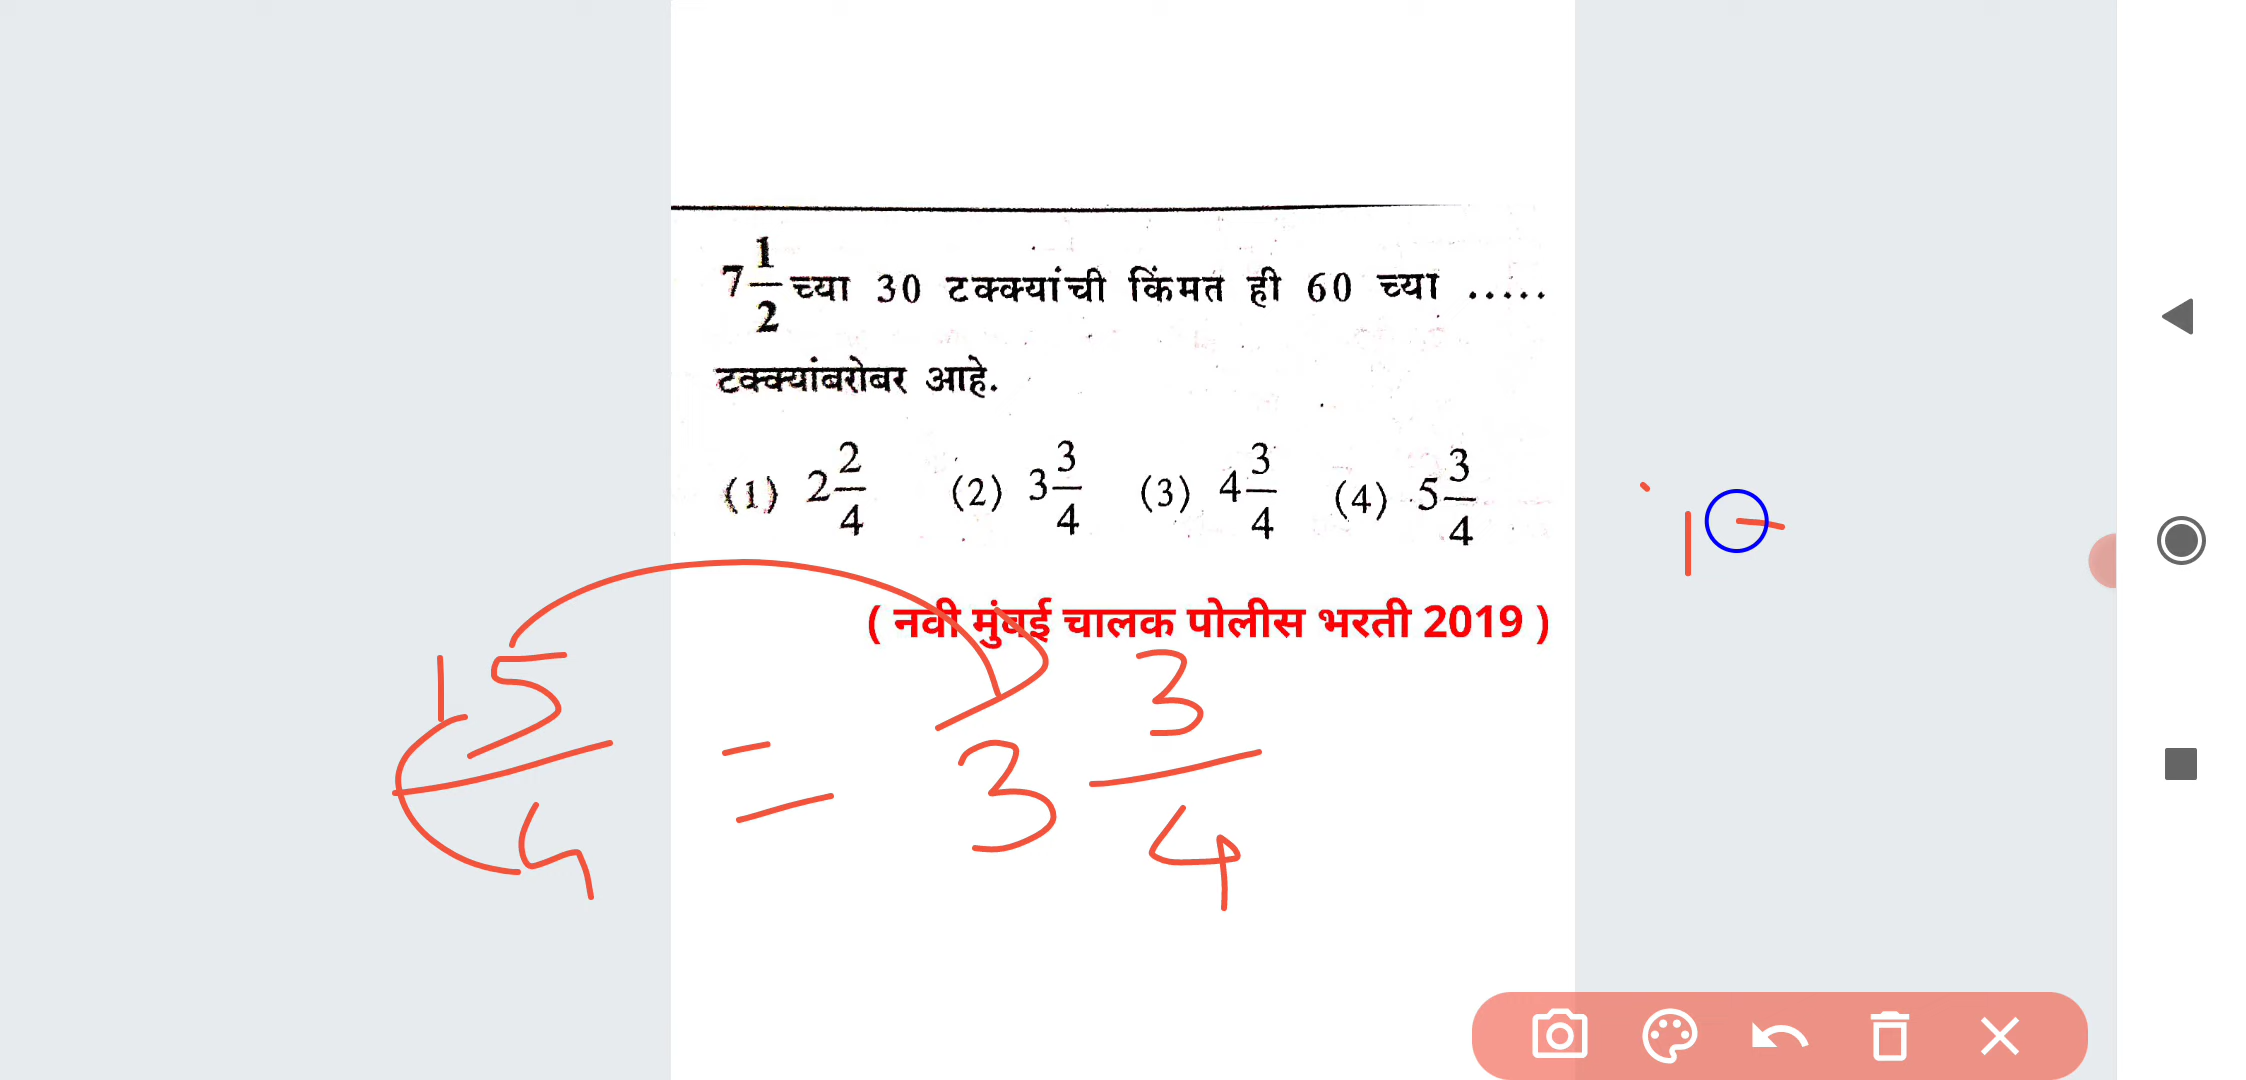 7 1/2 च्या 30 टक्क्यांची किंमत ही 60 च्या .....
टक्क्यांबरोबर आहे.
(1) 2 2/4 (2) 3 3/4 (3) 4 3/4 (4) 5 3/4
( नवी मुंबई चालक पोलीस भरती 2019 )
15/4 = 3 3/4